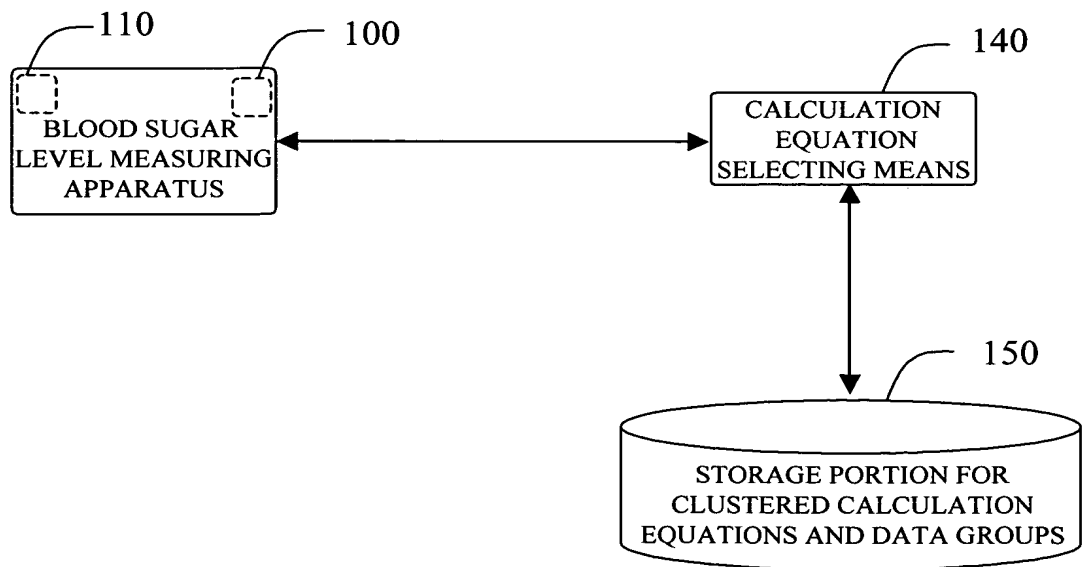 110
100
140
BLOOD SUGAR
LEVEL MEASURING
APPARATUS
CALCULATION
EQUATION
SELECTING MEANS
150
STORAGE PORTION FOR
CLUSTERED CALCULATION
EQUATIONS AND DATA GROUPS